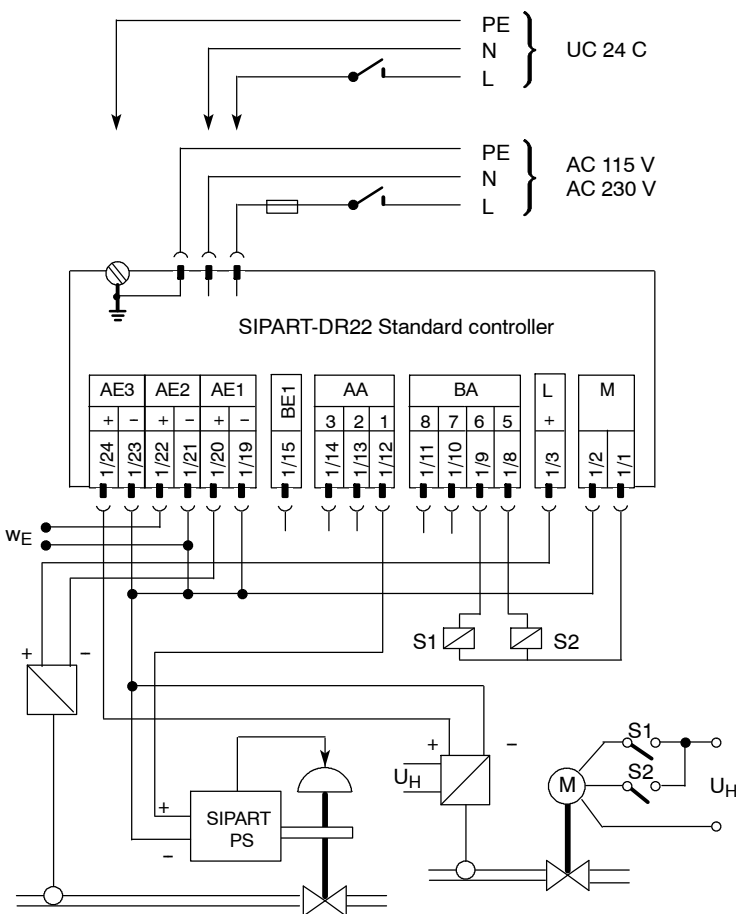 PE
N UC 24 C
L
PE
N AC 115 V
L AC 230 V
SIPART-DR22 Standard controller
AE3 AE2 AE1 BE1 AA BA L M
+ − + − + − 3 2 1 8 7 6 5 +
1/24 1/23 1/22 1/21 1/20 1/19 1/15 1/14 1/13 1/12 1/11 1/10 1/9 1/8 1/3 1/2 1/1
wE
S1 S2
+ −
+ − S1
UH S2
M UH
+ SIPART
− PS